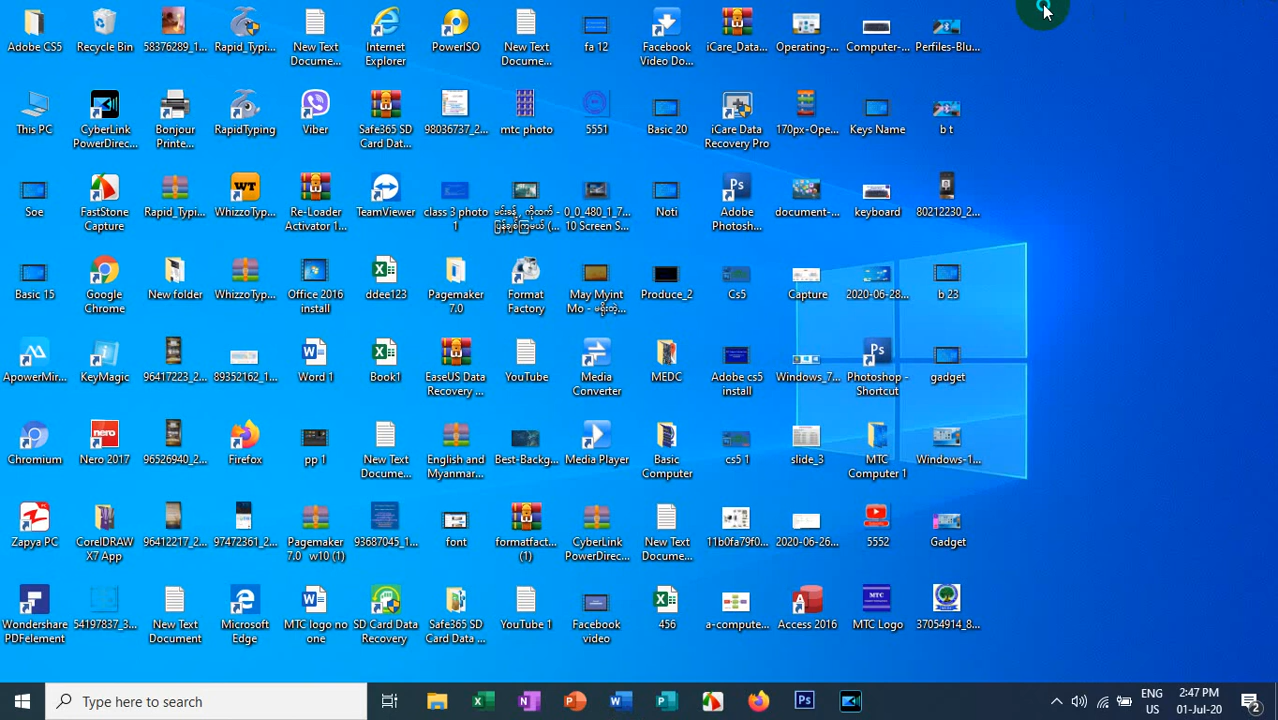 Adobe CS5
Recycle Bin
58376289_1...
Rapid_Typi...
New Text
Docume...
Internet
Explorer
PowerISO
New Text
Docume...
fa 12
Facebook
Video Do...
iCare_Data...
Operating-...
Computer-...
Perfiles-Blu...
This PC
CyberLink
PowerDirec...
Bonjour
Printe...
RapidTyping
Viber
Safe365 SD
Card Dat...
98036737_2...
mtc photo
5551
Basic 20
iCare Data
Recovery Pro
170px-Ope...
Keys Name
b t
Soe
FastStone
Capture
Rapid_Typi...
WhizzoTyp...
Re-Loader
Activator 1...
TeamViewer
class 3 photo
1
0_0_480_1_7...
10 Screen S...
Noti
Adobe
Photosh...
document-...
keyboard
80212230_2...
Basic 15
Google
Chrome
New folder
WhizzoTyp...
Office 2016
install
ddee123
Pagemaker
7.0
Format
Factory
May Myint
Mo -
Produce_2
Cs5
Capture
2020-06-28...
b 23
ApowerMir...
KeyMagic
96417223_2...
89352162_1...
Word 1
Book1
EaseUS Data
Recovery ...
YouTube
Media
Converter
MEDC
Adobe cs5
install
Windows_7...
Photoshop -
Shortcut
gadget
Chromium
Nero 2017
96526940_2...
Firefox
pp 1
New Text
Docume...
English and
Myanmar...
Best-Backg...
Media Player
Basic
Computer
cs5 1
slide_3
MTC
Computer 1
Windows-1...
Zapya PC
CorelDRAW
X7 App
96412217_2...
97472361_2...
Pagemaker
7.0 w10 (1)
93687045_1...
font
formatfact...
(1)
CyberLink
PowerDirec...
New Text
Docume...
11b0fa79f0...
2020-06-26...
5552
Gadget
Wondershare
PDFelement
54197837_3...
New Text
Document
Microsoft
Edge
MTC logo no
one
SD Card Data
Recovery
Safe365 SD
Card Data ...
YouTube 1
Facebook
video
456
a-compute...
Access 2016
MTC Logo
37054914_8...
Type here to search
ENG
US
2:47 PM
01-Jul-20
2